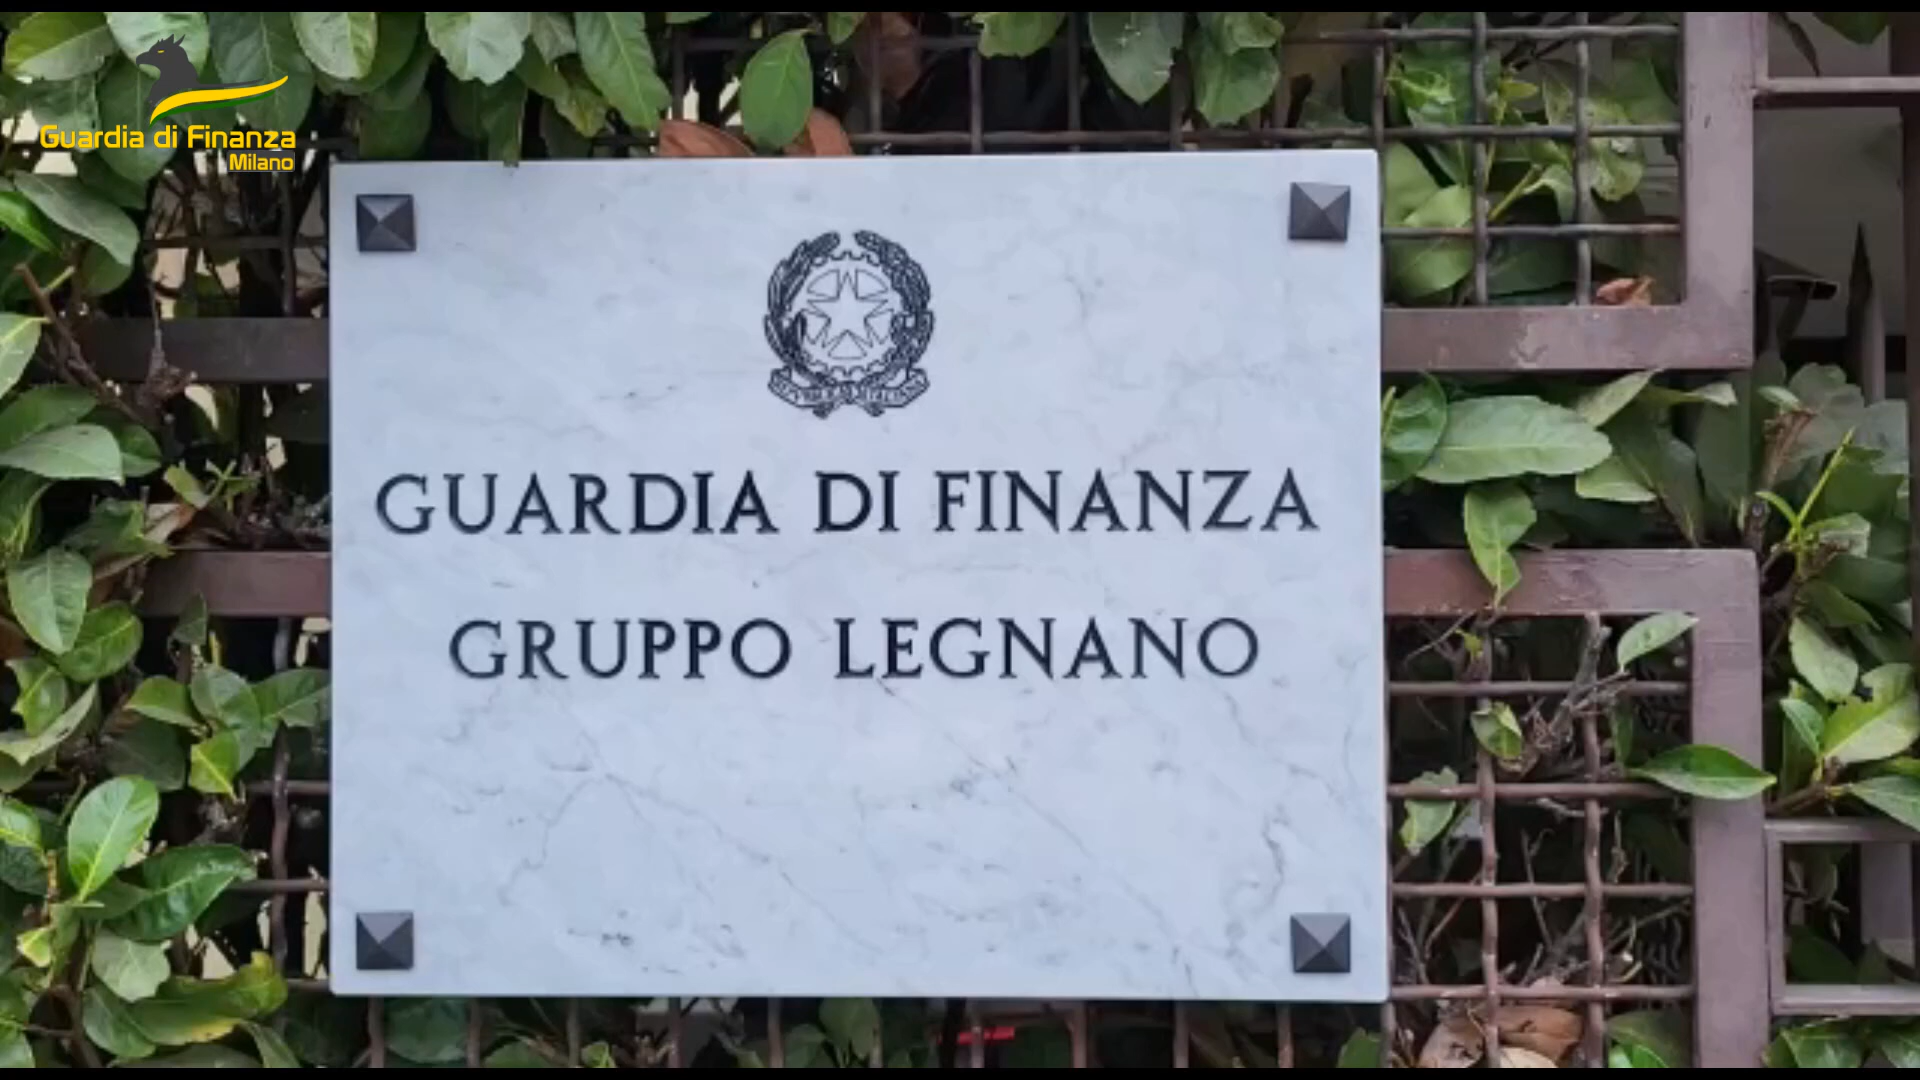 Guardia di Finanza
Milano
GUARDIA DI FINANZA
GRUPPO LEGNANO